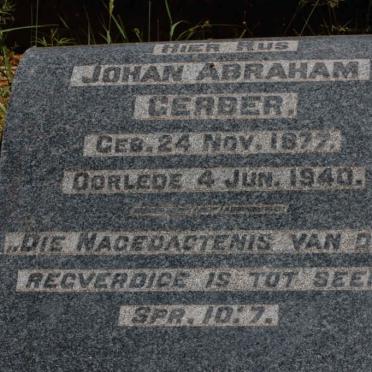 HIER RUS
JOHAN ABRAHAM
GERBER
GEB. 24 NOV. 1877.
OORLEDE 4 JUN. 1940.
„DIE NAGEDAGTENIS VAN D
REGVERDIGE IS TOT SEE
SPR. 10:7.